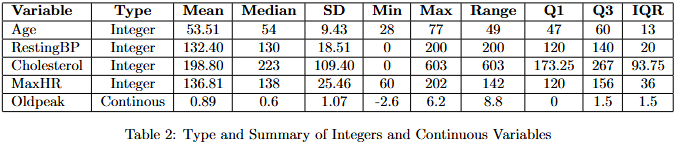 Variable Type Mean Median SD Min Max Range Q1 Q3 IQR
Age Integer 53.51 54 9.43 28 77 49 47 60 13
RestingBP Integer 132.40 130 18.51 0 200 200 120 140 20
Cholesterol Integer 198.80 223 109.40 0 603 603 173.25 267 93.75
MaxHR Integer 136.81 138 25.46 60 202 142 120 156 36
Oldpeak Continous 0.89 0.6 1.07 -2.6 6.2 8.8 0 1.5 1.5
Table 2: Type and Summary of Integers and Continuous Variables